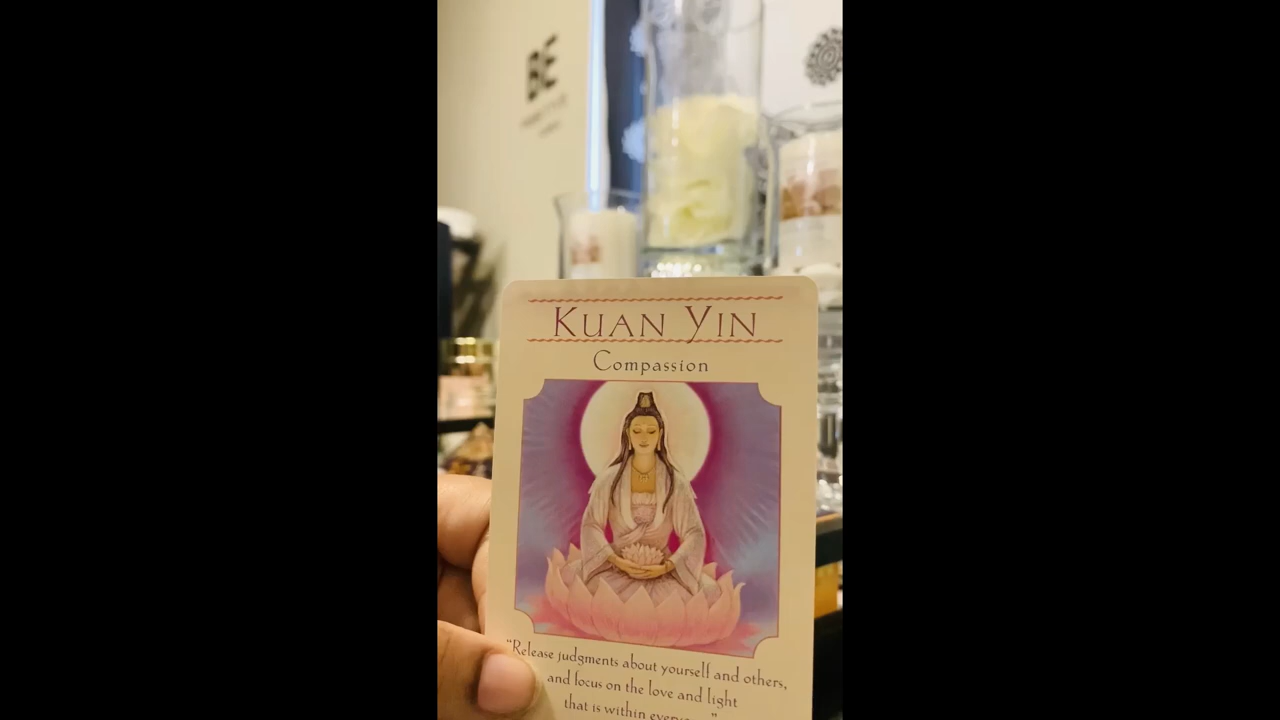 BE
KUAN YIN
Compassion
"Release judgments about yourself and others,
and focus on the love and light
that is within